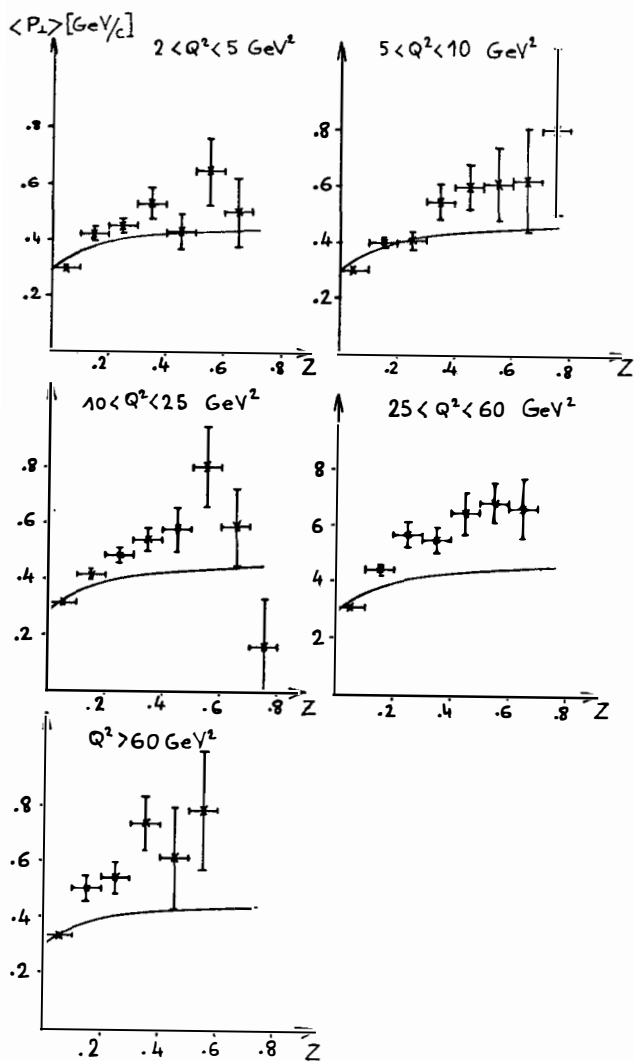 <P⊥>[GeV/c]
2 < Q² < 5 GeV²
.8
.6
.4
.2
.2 .4 .6 .8 Z
5 < Q² < 10 GeV²
.8
.6
.4
.2
.2 .4 .6 .8 Z
10 < Q² < 25 GeV²
.8
.6
.4
.2
.2 .4 .6 .8 Z
25 < Q² < 60 GeV²
8
6
4
2
.2 .4 .6 .8 Z
Q² > 60 GeV²
.8
.6
.4
.2
.2 .4 .6 .8 Z